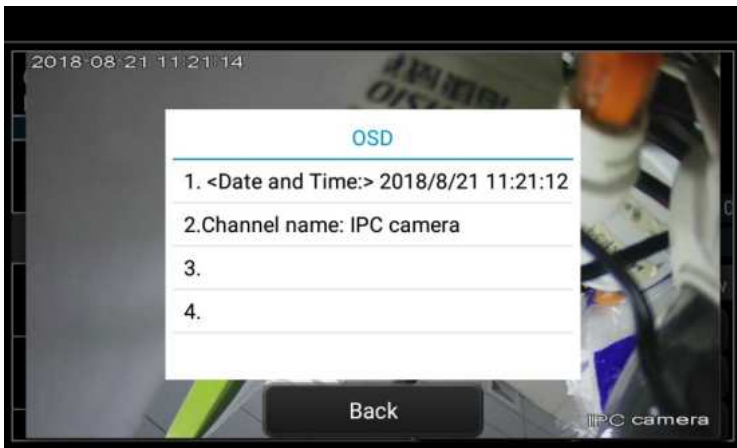 2018-08-21 11:21:14
OSD
1. <Date and Time:> 2018/8/21 11:21:12
2.Channel name: IPC camera
3.
4.
Back
IPC camera